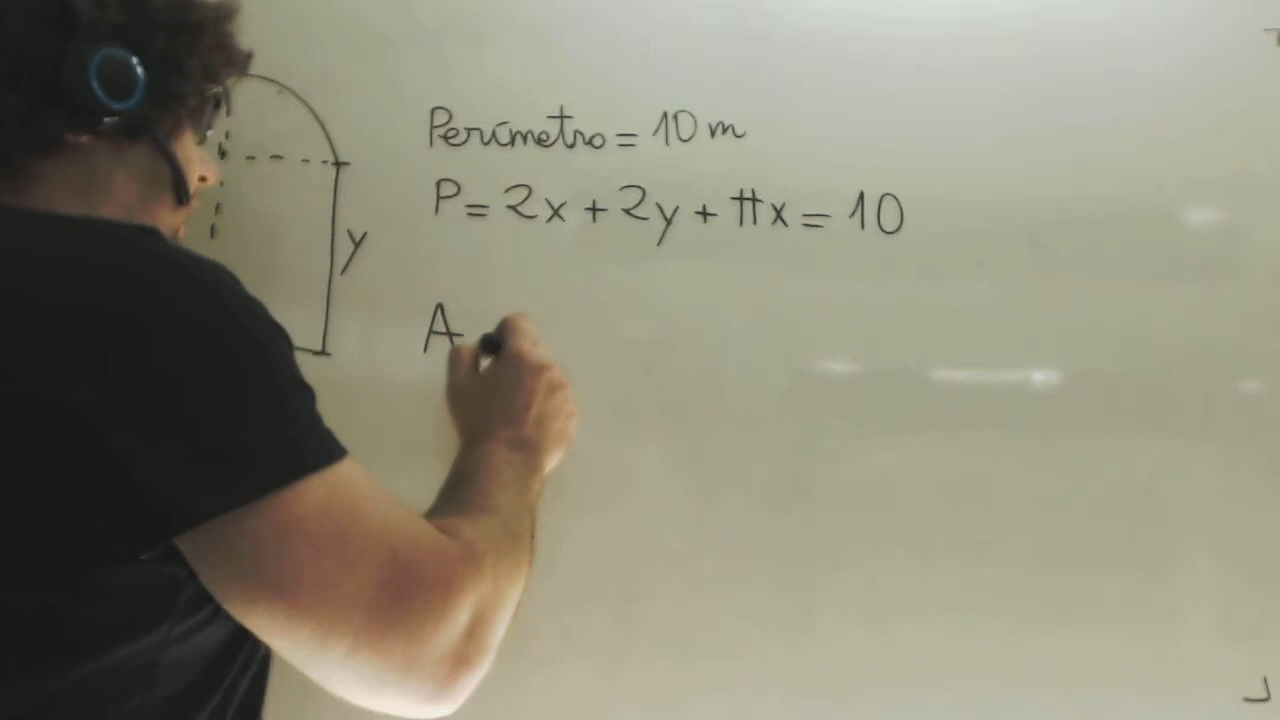 Perímetro = 10 m
P = 2x + 2y + πx = 10
y
A